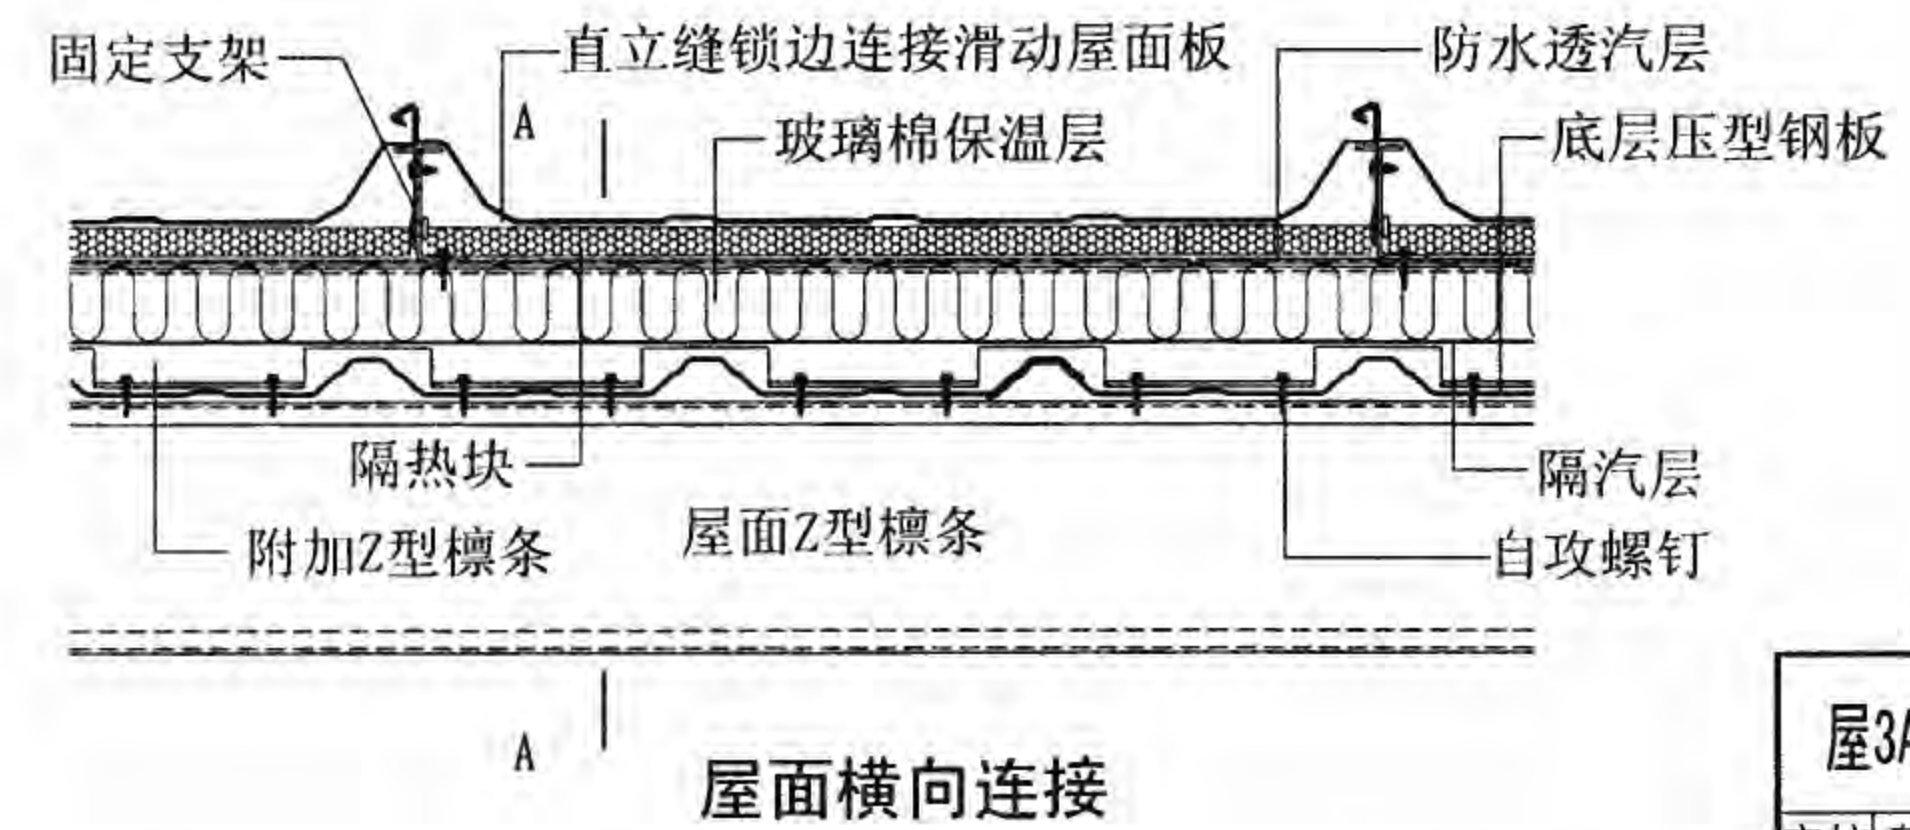 固定支架
直立缝锁边连接滑动屋面板
防水透汽层
A
玻璃棉保温层
底层压型钢板
隔热块
隔汽层
附加Z型檩条
屋面Z型檩条
自攻螺钉
A
屋面横向连接
屋3A